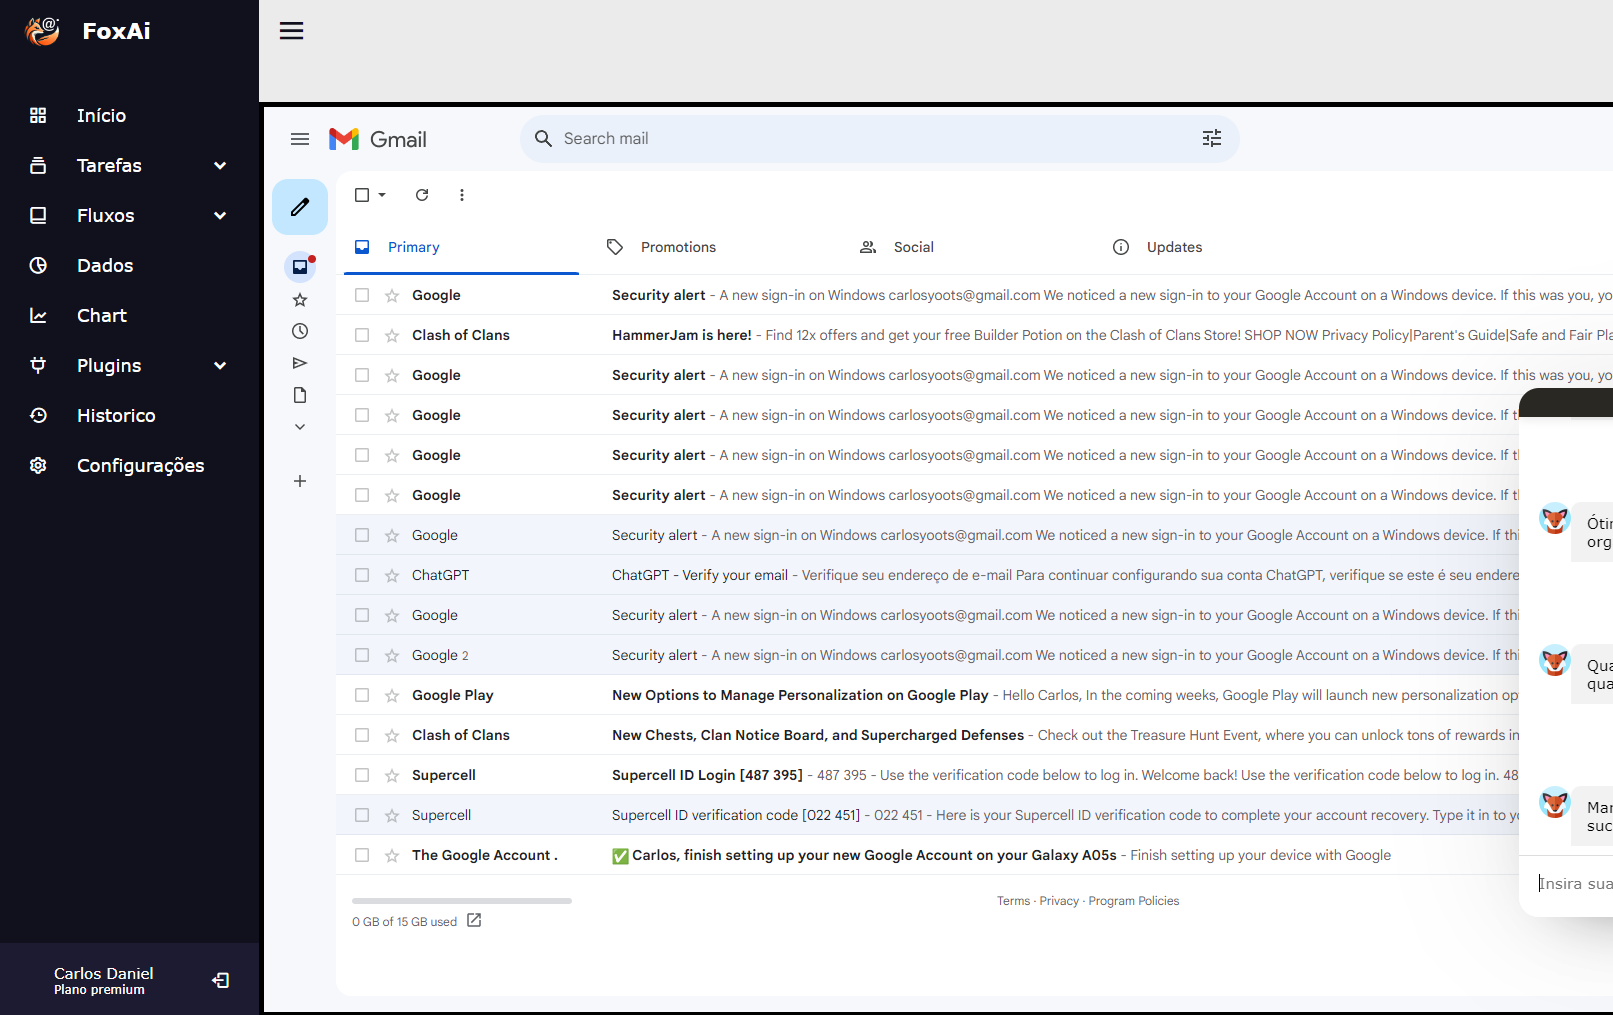 FoxAi
Início
Tarefas
Fluxos
Dados
Chart
Plugins
Historico
Configurações
Carlos Daniel
Plano premium
Gmail
Search mail
Primary
Promotions
Social
Updates
Google Security alert - A new sign-in on Windows carlosyoots@gmail.com We noticed a new sign-in to your Google Account on a Windows device. If this was you, yo
Clash of Clans HammerJam is here! - Find 12x offers and get your free Builder Potion on the Clash of Clans Store! SHOP NOW Privacy Policy|Parent's Guide|Safe and Fair Pla
Google Security alert - A new sign-in on Windows carlosyoots@gmail.com We noticed a new sign-in to your Google Account on a Windows device. If this was you, yo
Google Security alert - A new sign-in on Windows carlosyoots@gmail.com We noticed a new sign-in to your Google Account on a Windows device. If t
Google Security alert - A new sign-in on Windows carlosyoots@gmail.com We noticed a new sign-in to your Google Account on a Windows device. If t
Google Security alert - A new sign-in on Windows carlosyoots@gmail.com We noticed a new sign-in to your Google Account on a Windows device. If t
Google Security alert - A new sign-in on Windows carlosyoots@gmail.com We noticed a new sign-in to your Google Account on a Windows device. If thi
ChatGPT ChatGPT - Verify your email - Verifique seu endereço de e-mail Para continuar configurando sua conta ChatGPT, verifique se este é seu endere
Google Security alert - A new sign-in on Windows carlosyoots@gmail.com We noticed a new sign-in to your Google Account on a Windows device. If thi
Google 2 Security alert - A new sign-in on Windows carlosyoots@gmail.com We noticed a new sign-in to your Google Account on a Windows device. If thi
Google Play New Options to Manage Personalization on Google Play - Hello Carlos, In the coming weeks, Google Play will launch new personalization op
Clash of Clans New Chests, Clan Notice Board, and Supercharged Defenses - Check out the Treasure Hunt Event, where you can unlock tons of rewards in
Supercell Supercell ID Login [487 395] - 487 395 - Use the verification code below to log in. Welcome back! Use the verification code below to log in. 48
Supercell Supercell ID verification code [022 451] - 022 451 - Here is your Supercell ID verification code to complete your account recovery. Type it in to yo
The Google Account . ✅ Carlos, finish setting up your new Google Account on your Galaxy A05s - Finish setting up your device with Google
0 GB of 15 GB used
Terms · Privacy · Program Policies
Óti
org
Qua
qua
Mar
suc
Insira sua